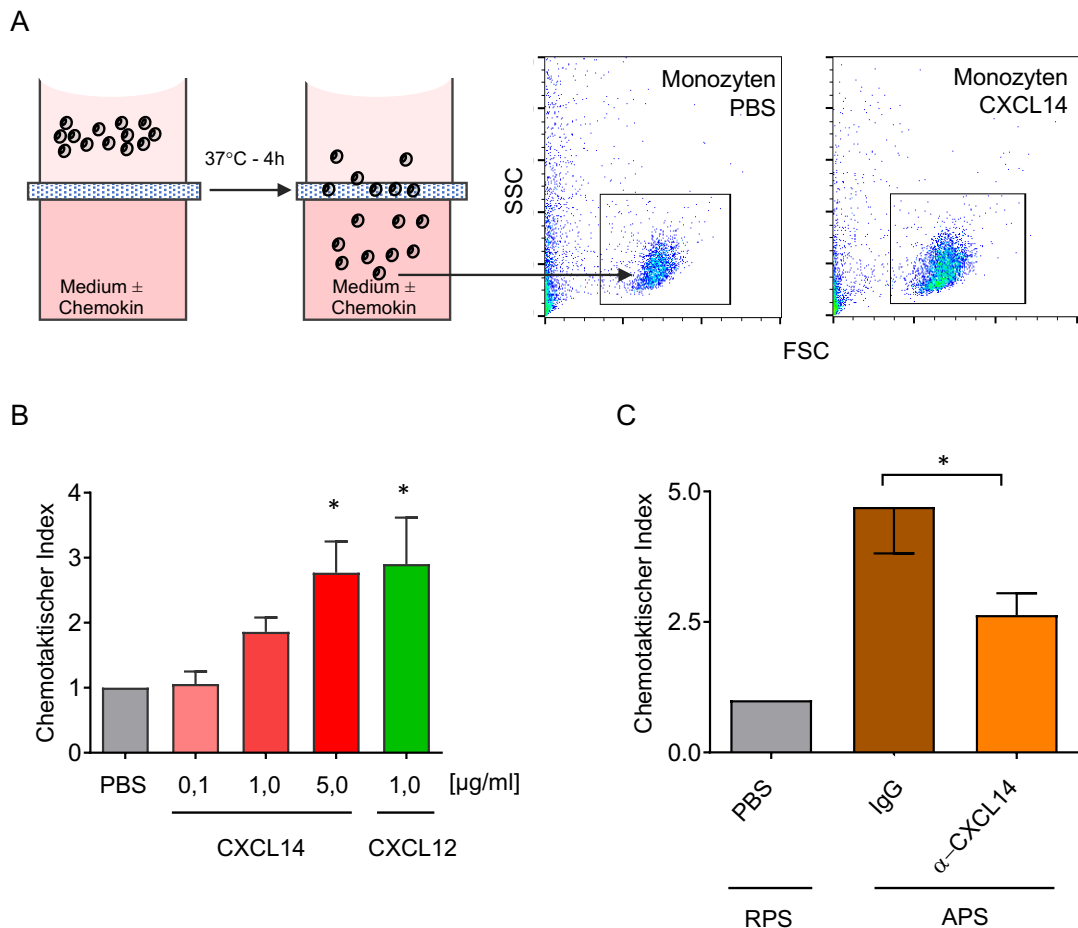 A
37°C - 4h
Medium ±
Chemokin
Medium ±
Chemokin
Monozyten
PBS
Monozyten
CXCL14
SSC
FSC
B
Chemotaktischer Index
4
3
2
1
0
PBS
0,1
1,0
5,0
1,0
[µg/ml]
CXCL14
CXCL12
*
*
C
Chemotaktischer Index
5.0
2.5
0.0
*
PBS
IgG
α−CXCL14
RPS
APS